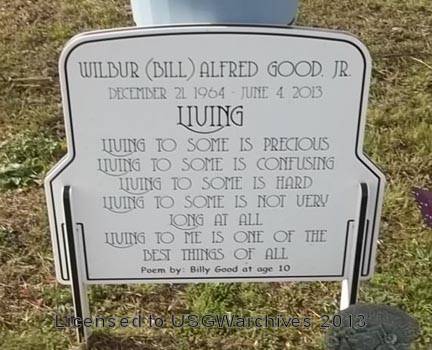 WILBUR (BILL) ALFRED GOOD, JR.
DECEMBER 21, 1964 - JUNE 4, 2013
LIVING
LIVING TO SOME IS PRECIOUS
LIVING TO SOME IS CONFUSING
LIVING TO SOME IS HARD
LIVING TO SOME IS NOT VERY
LONG AT ALL
LIVING TO ME IS ONE OF THE
BEST THINGS OF ALL
Poem by: Billy Good at age 10
Licensed to USGWarchives 2013